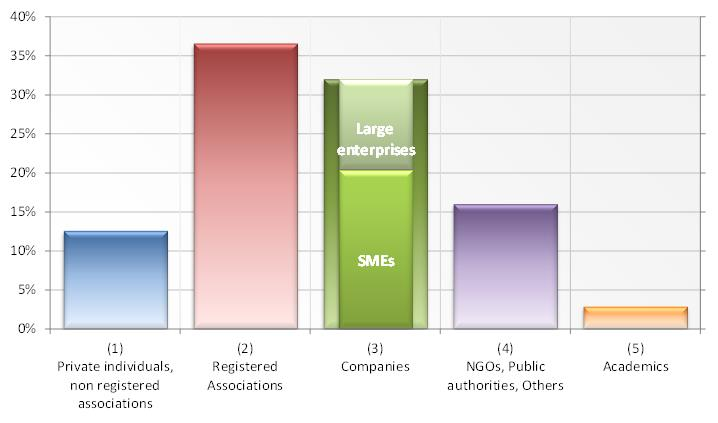 40%
35%
30%
25%
20%
15%
10%
5%
0%
Large
enterprises
SMEs
(1)
Private individuals,
non registered
associations
(2)
Registered
Associations
(3)
Companies
(4)
NGOs, Public
authorities, Others
(5)
Academics